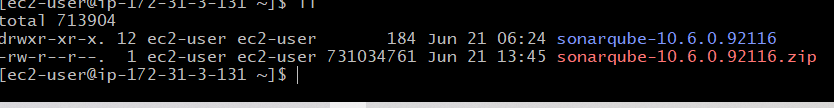 [ec2-user@ip-172-31-3-131 ~]$ ll
total 713904
drwxr-xr-x. 12 ec2-user ec2-user       184 Jun 21 06:24 sonarqube-10.6.0.92116
-rw-r--r--.  1 ec2-user ec2-user 731034761 Jun 21 13:45 sonarqube-10.6.0.92116.zip
[ec2-user@ip-172-31-3-131 ~]$